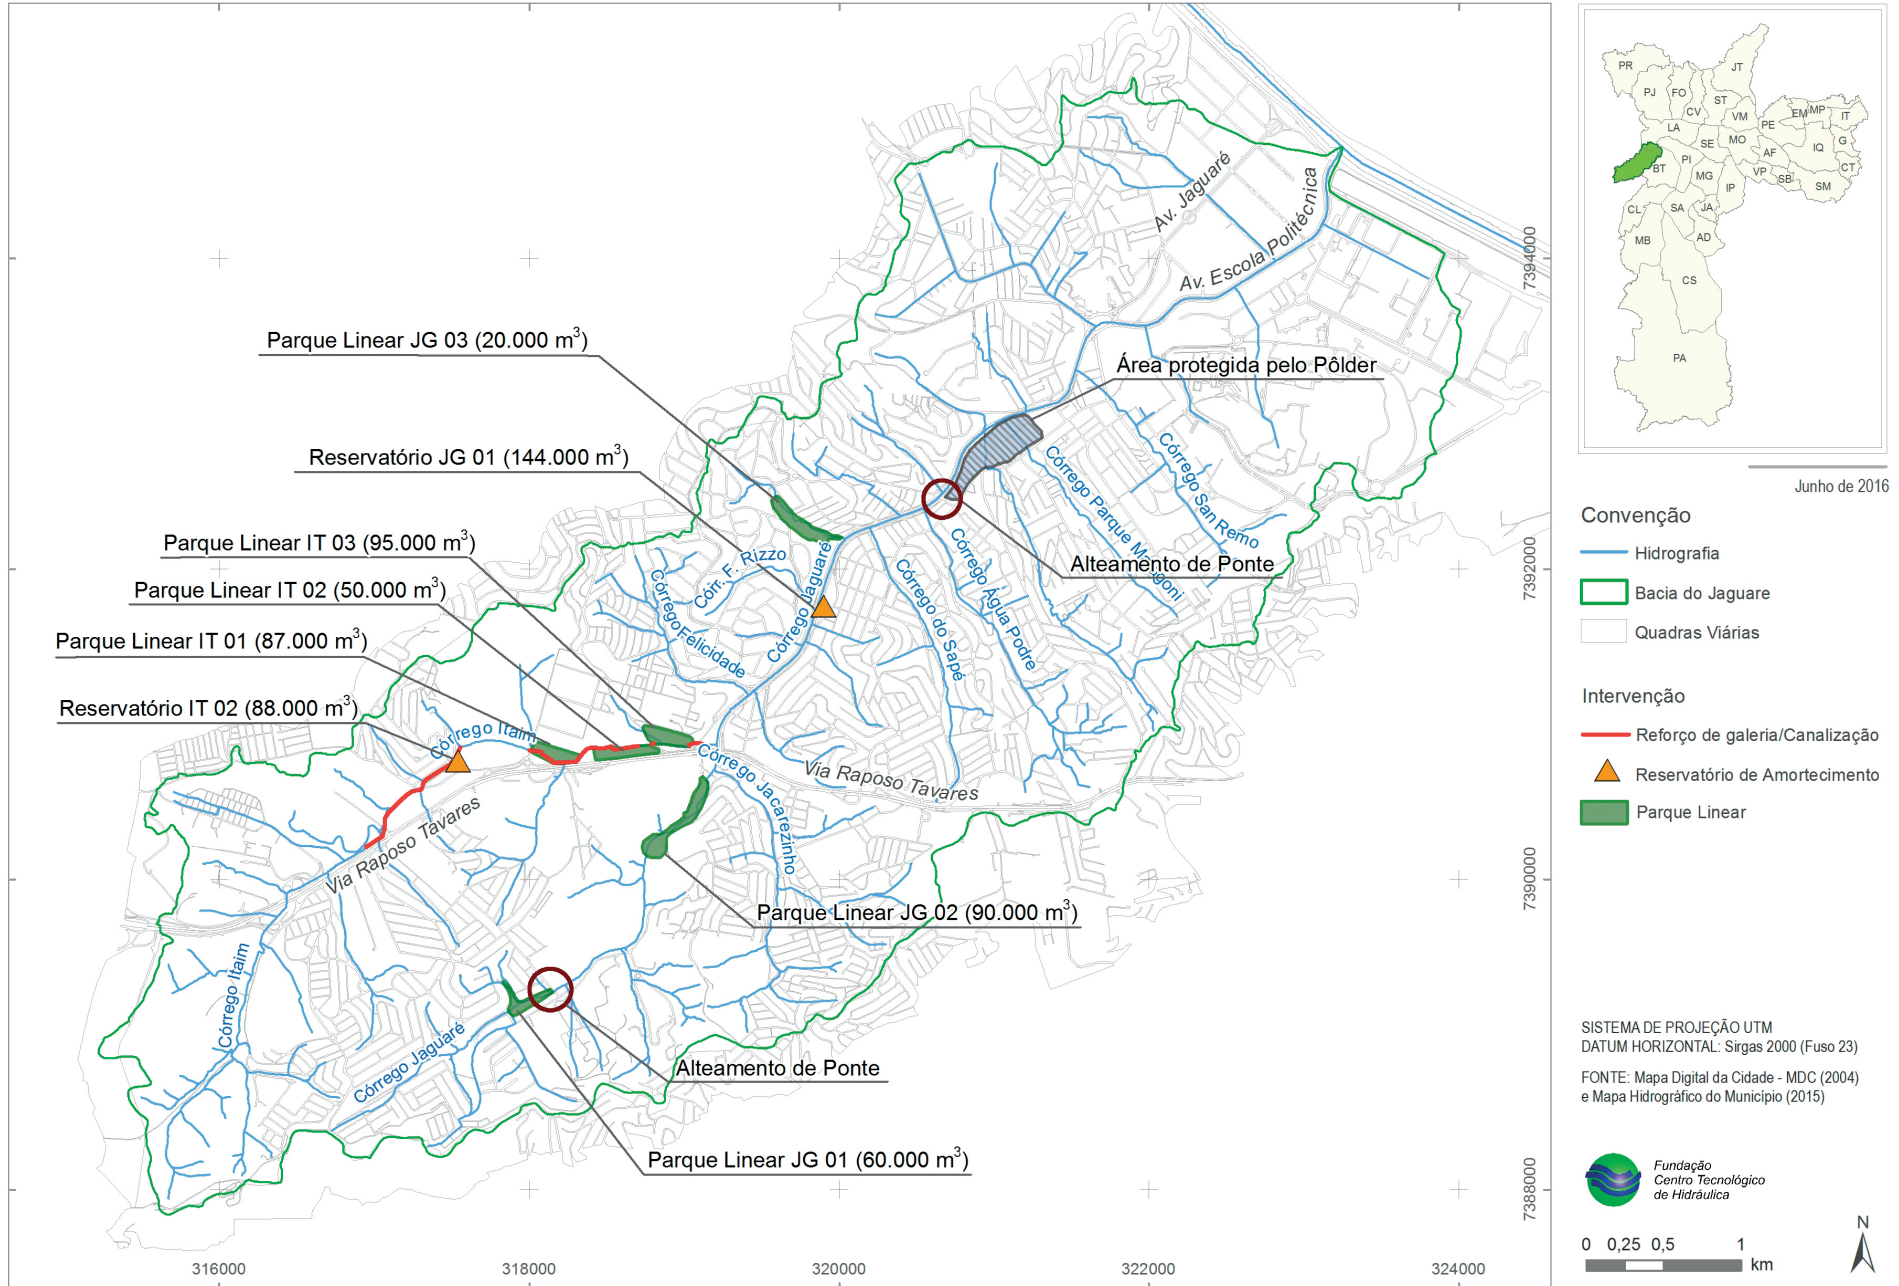 Parque Linear JG 03 (20.000 m³)
Reservatório JG 01 (144.000 m³)
Parque Linear IT 03 (95.000 m³)
Parque Linear IT 02 (50.000 m³)
Parque Linear IT 01 (87.000 m³)
Reservatório IT 02 (88.000 m³)
Área protegida pelo Pôlder
Alteamento de Ponte
Parque Linear JG 02 (90.000 m³)
Alteamento de Ponte
Parque Linear JG 01 (60.000 m³)
Av. Jaguaré
Av. Escola Politécnica
Córrego San Remo
Córrego Parque Ma goni
Córrego Água Podre
Córrego do Sapé
Córr. F. Rizzo
Córrego Jaguaré
Córrego Felicidade
Córrego Itaim
Córrego Jacarezinho
Via Raposo Tavares
Via Raposo Tavares
Córrego Itaim
Córrego Jaguaré
316000
318000
320000
322000
324000
7394000
7392000
7390000
7388000
PR
JT
PJ
FO
ST
CV
VM
EM
MP
IT
LA
PE
SE
MO
IQ
G
AF
PI
BT
CT
VP
SB
MG
IP
SM
CL
SA
JA
MB
AD
CS
PA
Junho de 2016
Convenção
Hidrografia
Bacia do Jaguare
Quadras Viárias
Intervenção
Reforço de galeria/Canalização
Reservatório de Amortecimento
Parque Linear
SISTEMA DE PROJEÇÃO UTM
DATUM HORIZONTAL: Sirgas 2000 (Fuso 23)
FONTE: Mapa Digital da Cidade - MDC (2004)
e Mapa Hidrográfico do Município (2015)
Fundação
Centro Tecnológico
de Hidráulica
N
0 0,25 0,5 1
km